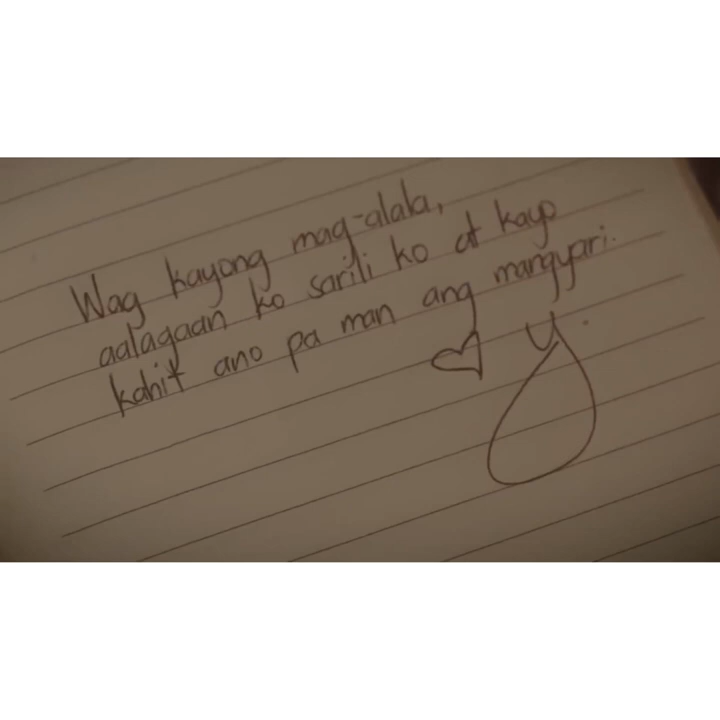 Wag kayong mag-alala,
aalagaan ko sarili ko at kayo
kahit ano pa man ang mangyari.
♡ y.